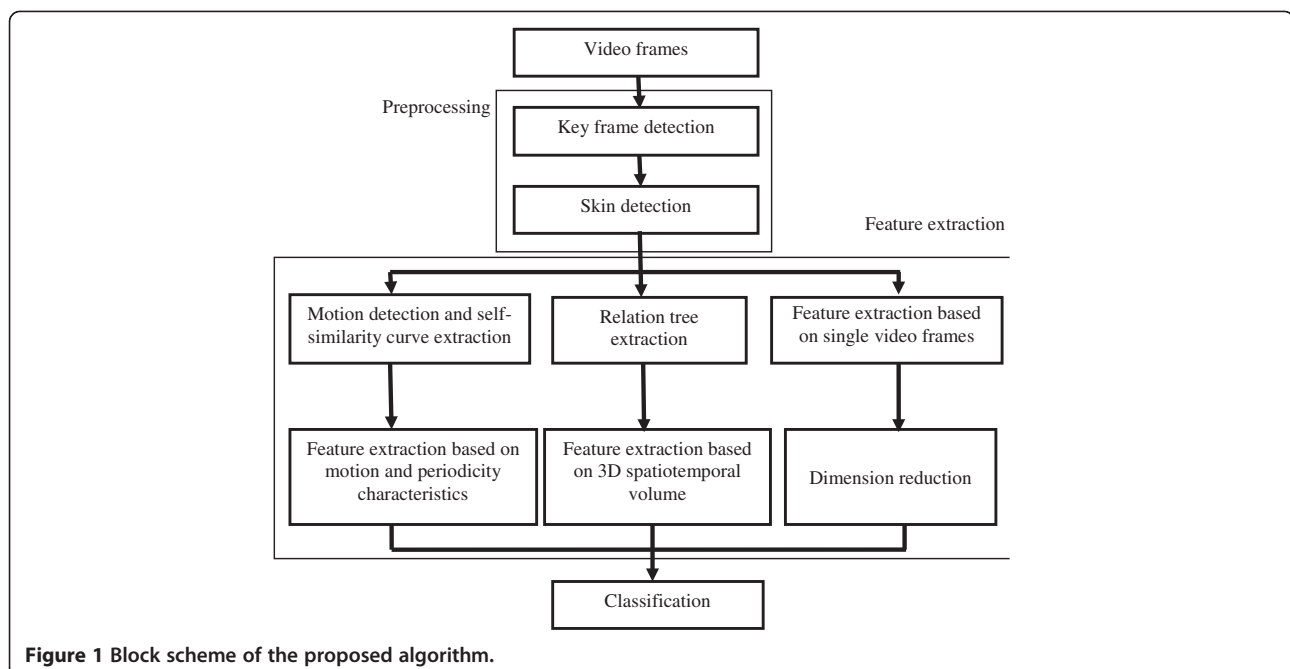 Video frames
Preprocessing
Key frame detection
Skin detection
Feature extraction
Motion detection and self-
similarity curve extraction
Relation tree
extraction
Feature extraction based
on single video frames
Feature extraction based on
motion and periodicity
characteristics
Feature extraction based
on 3D spatiotemporal
volume
Dimension reduction
Classification
Figure 1 Block scheme of the proposed algorithm.